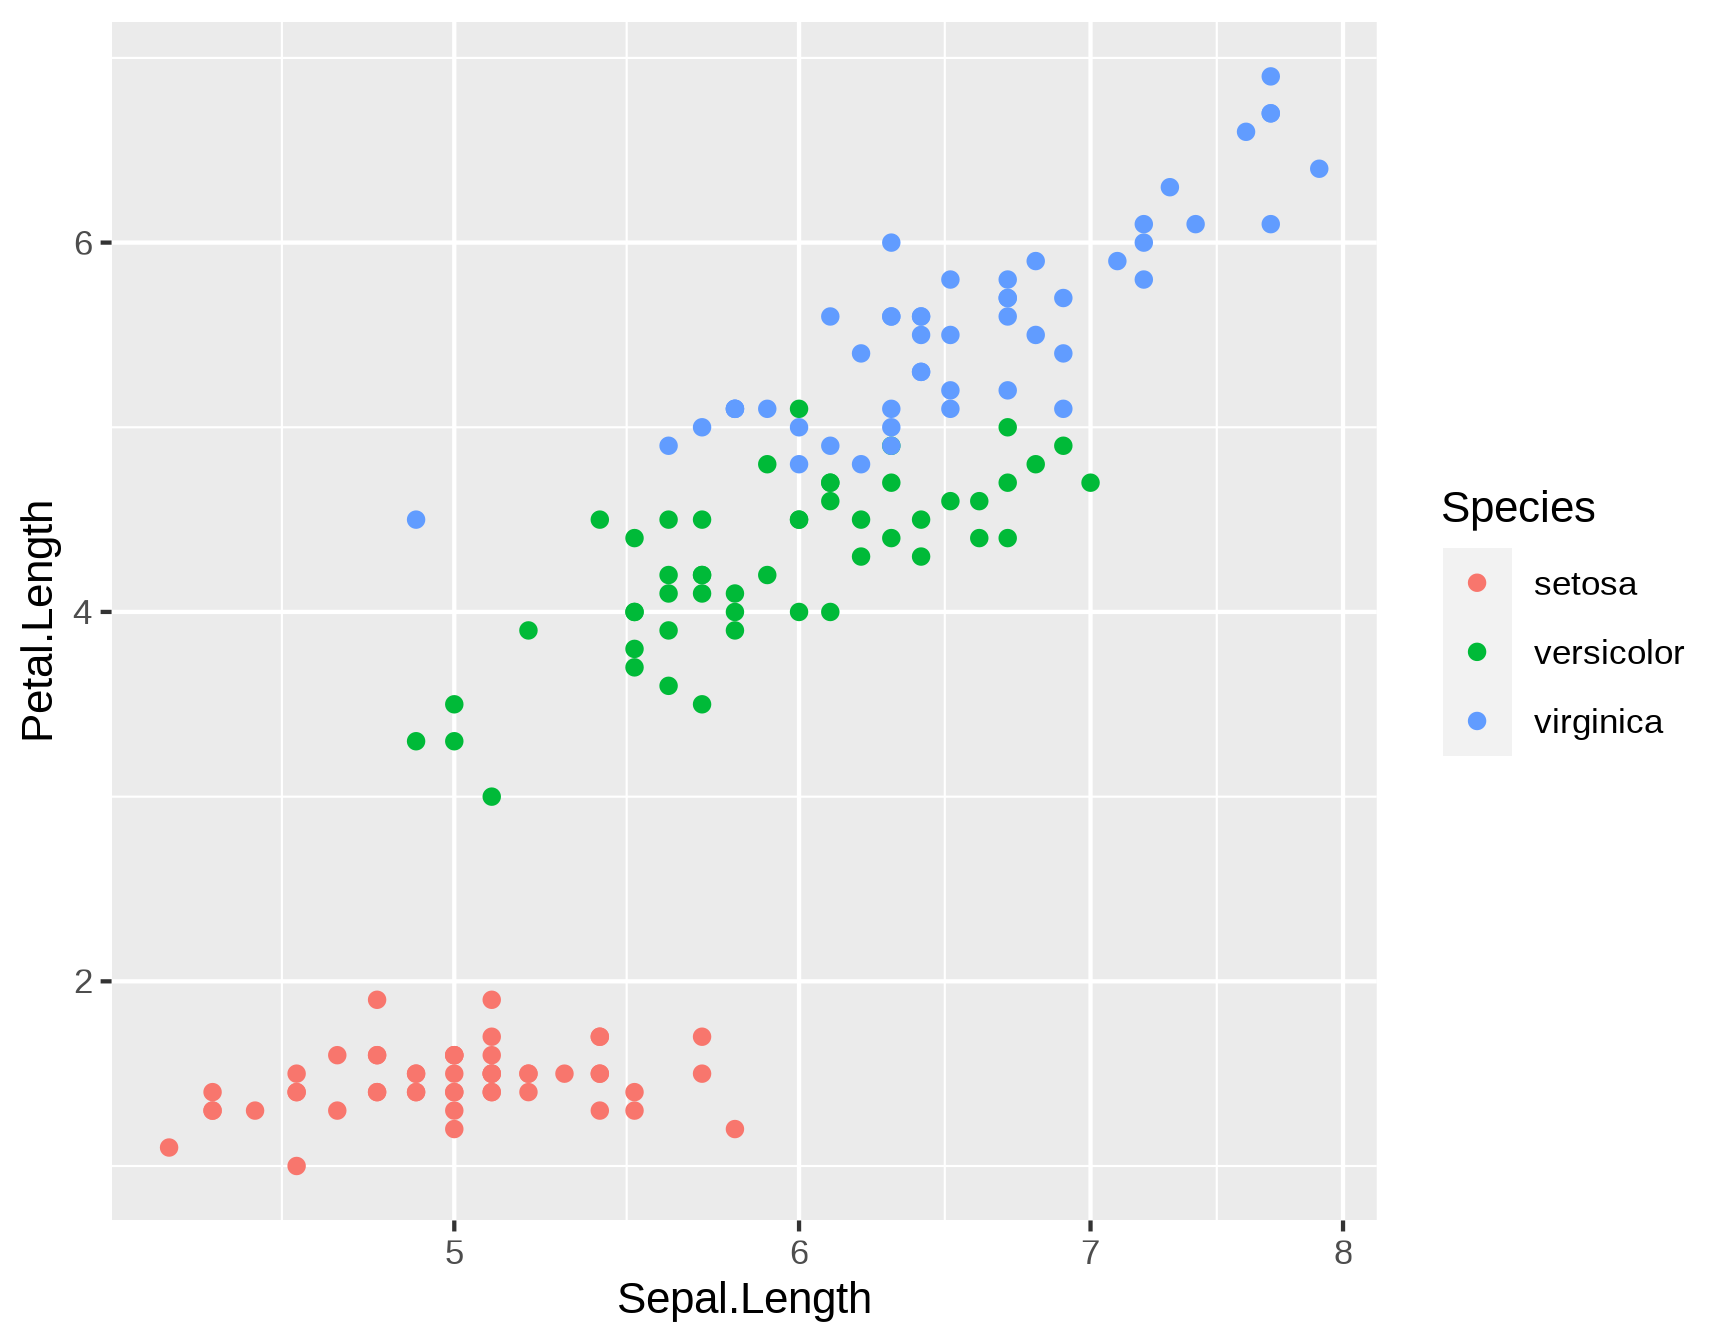 6
4
2
Petal.Length
5 6 7 8
Sepal.Length
Species
setosa
versicolor
virginica